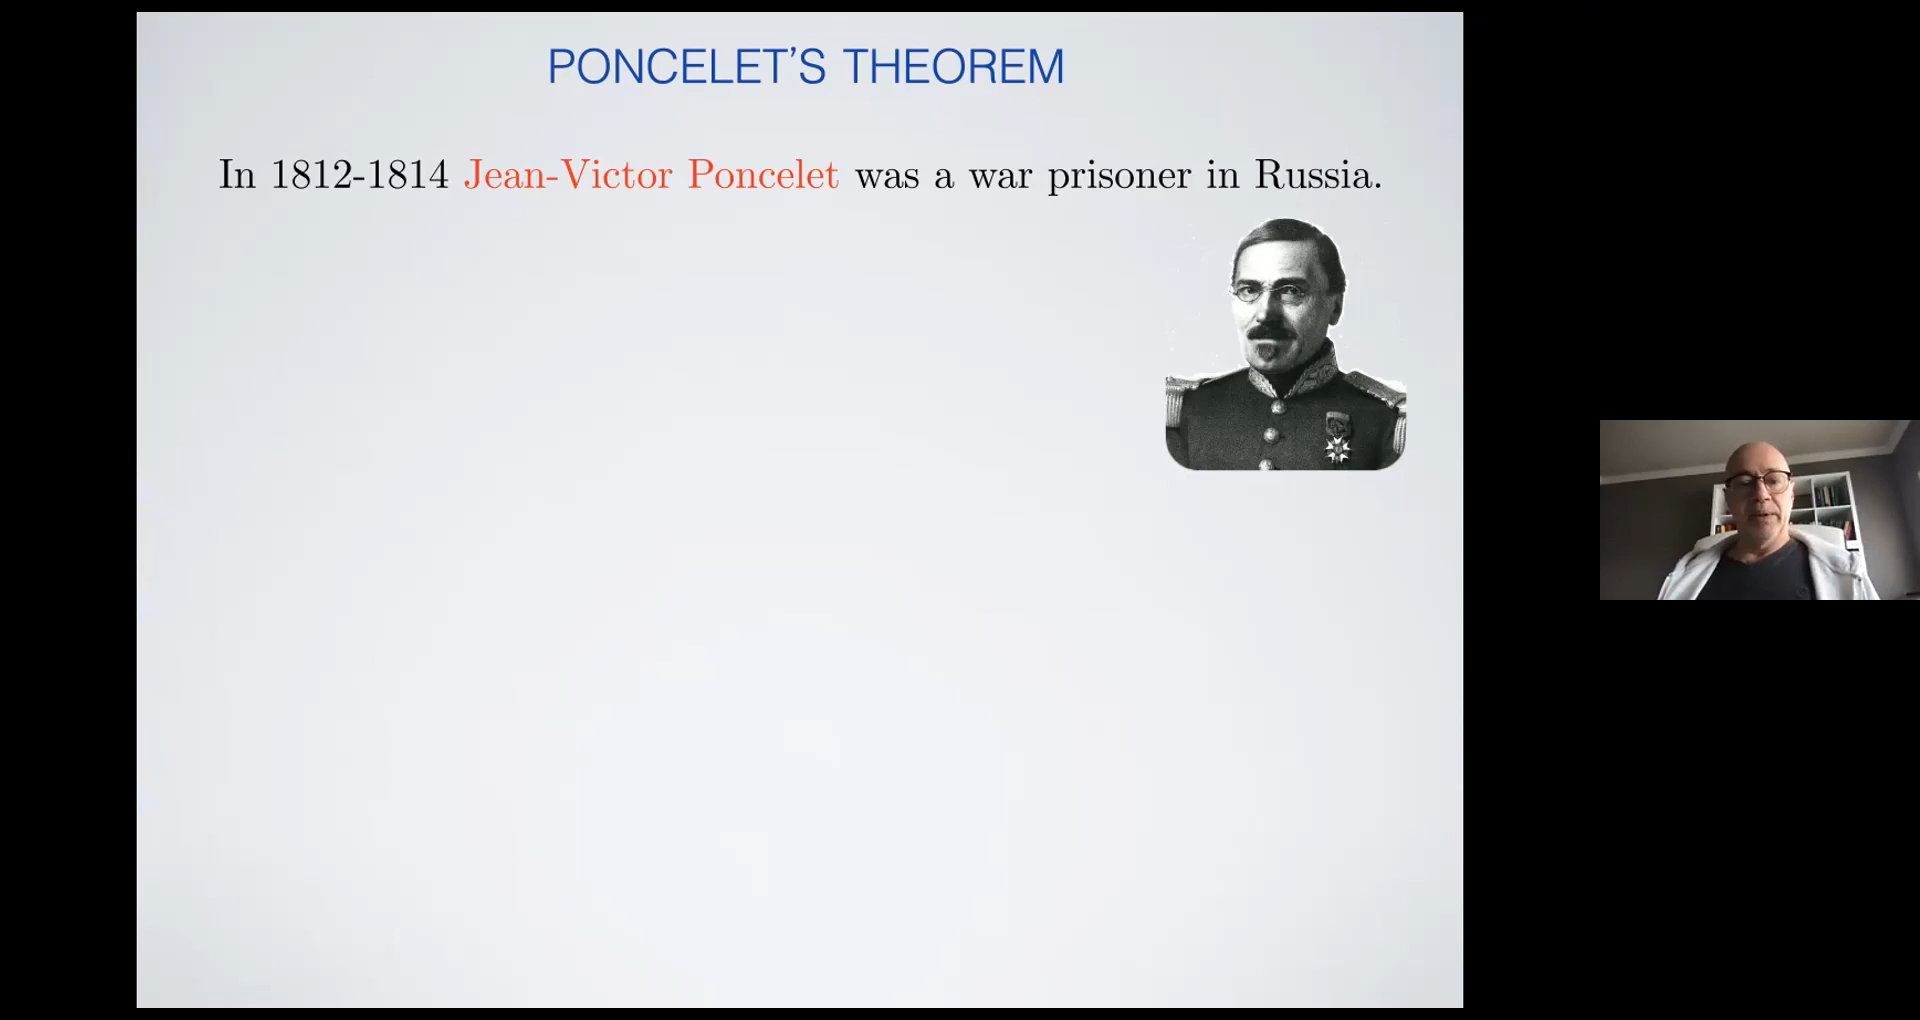 PONCELET'S THEOREM
In 1812-1814 Jean-Victor Poncelet was a war prisoner in Russia.